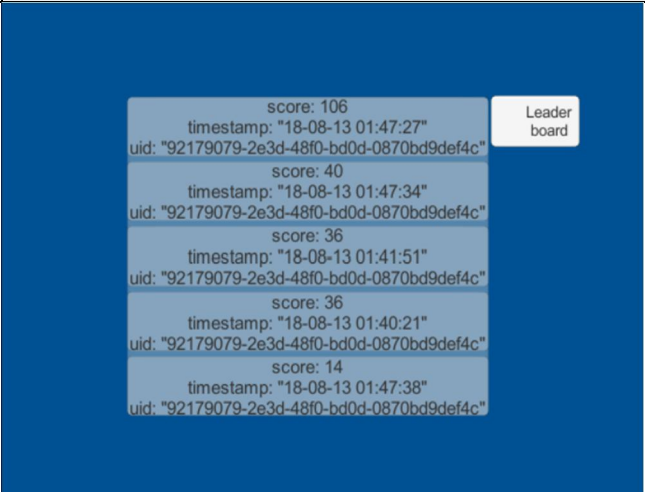 score: 106
timestamp: "18-08-13 01:47:27"
uid: "92179079-2e3d-48f0-bd0d-0870bd9def4c"
score: 40
timestamp: "18-08-13 01:47:34"
uid: "92179079-2e3d-48f0-bd0d-0870bd9def4c"
score: 36
timestamp: "18-08-13 01:41:51"
uid: "92179079-2e3d-48f0-bd0d-0870bd9def4c"
score: 36
timestamp: "18-08-13 01:40:21"
uid: "92179079-2e3d-48f0-bd0d-0870bd9def4c"
score: 14
timestamp: "18-08-13 01:47:38"
uid: "92179079-2e3d-48f0-bd0d-0870bd9def4c"
Leader
board